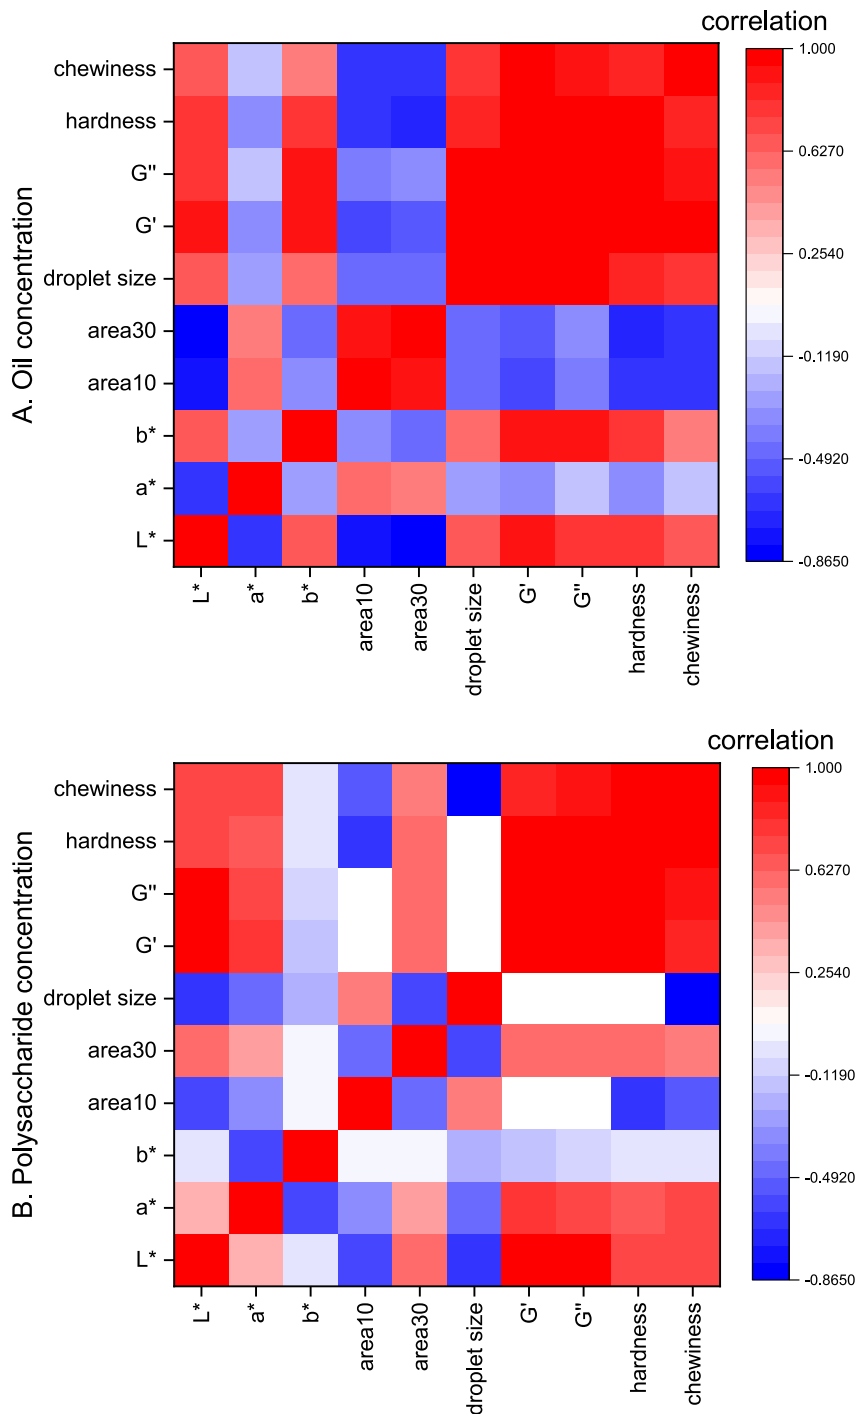 correlation
A. Oil concentration
chewiness
hardness
G''
G'
droplet size
area30
area10
b*
a*
L*
L*
a*
b*
area10
area30
droplet size
G'
G''
hardness
chewiness
1.000
0.6270
0.2540
-0.1190
-0.4920
-0.8650
correlation
B. Polysaccharide concentration
chewiness
hardness
G''
G'
droplet size
area30
area10
b*
a*
L*
L*
a*
b*
area10
area30
droplet size
G'
G''
hardness
chewiness
1.000
0.6270
0.2540
-0.1190
-0.4920
-0.8650